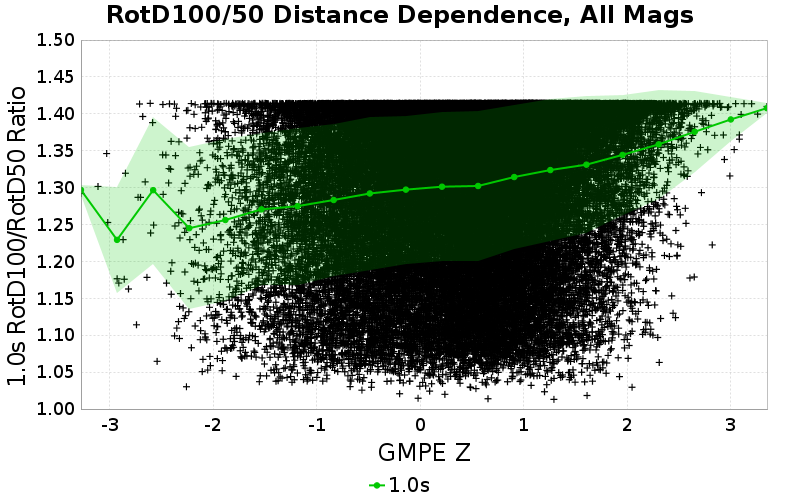 RotD100/50 Distance Dependence, All Mags
1.0s RotD100/RotD50 Ratio
1.50
1.45
1.40
1.35
1.30
1.25
1.20
1.15
1.10
1.05
1.00
-3 -2 -1 0 1 2 3
GMPE Z
1.0s